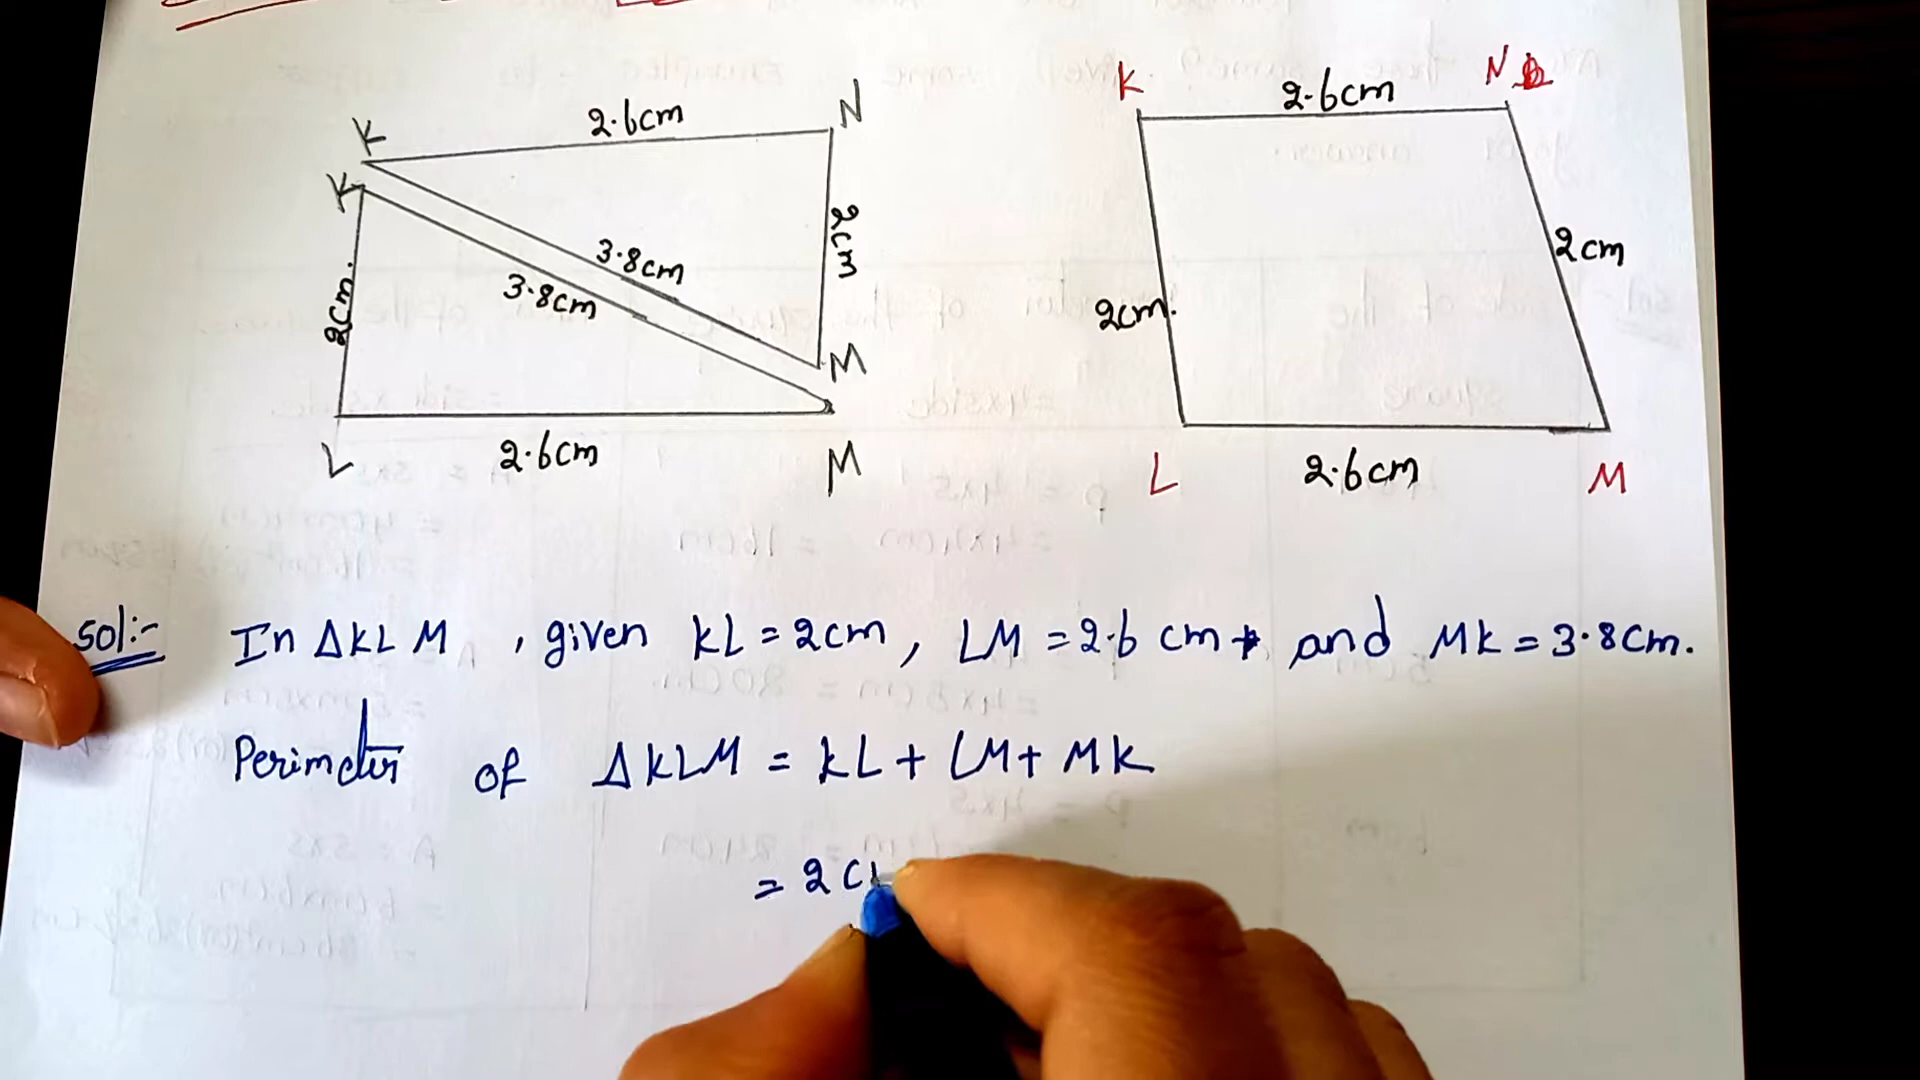 K 2.6cm N
K
2cm.
3.8cm
3.8cm
2cm
M
L 2.6cm M
K 2.6cm N
2cm.
2cm
L 2.6cm M
Sol:- In ΔKLM, given KL = 2cm, LM = 2.6 cm, and MK = 3.8cm.
Perimeter of ΔKLM = KL + LM + MK
= 2